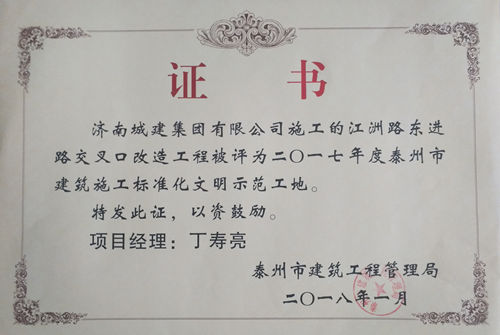 证书
济南城建集团有限公司施工的江洲路东进
路交叉口改造工程被评为二〇一七年度泰州市
建筑施工标准化文明示范工地。
特发此证，以资鼓励。
项目经理：丁寿亮
泰州市建筑工程管理局
二〇一八年一月